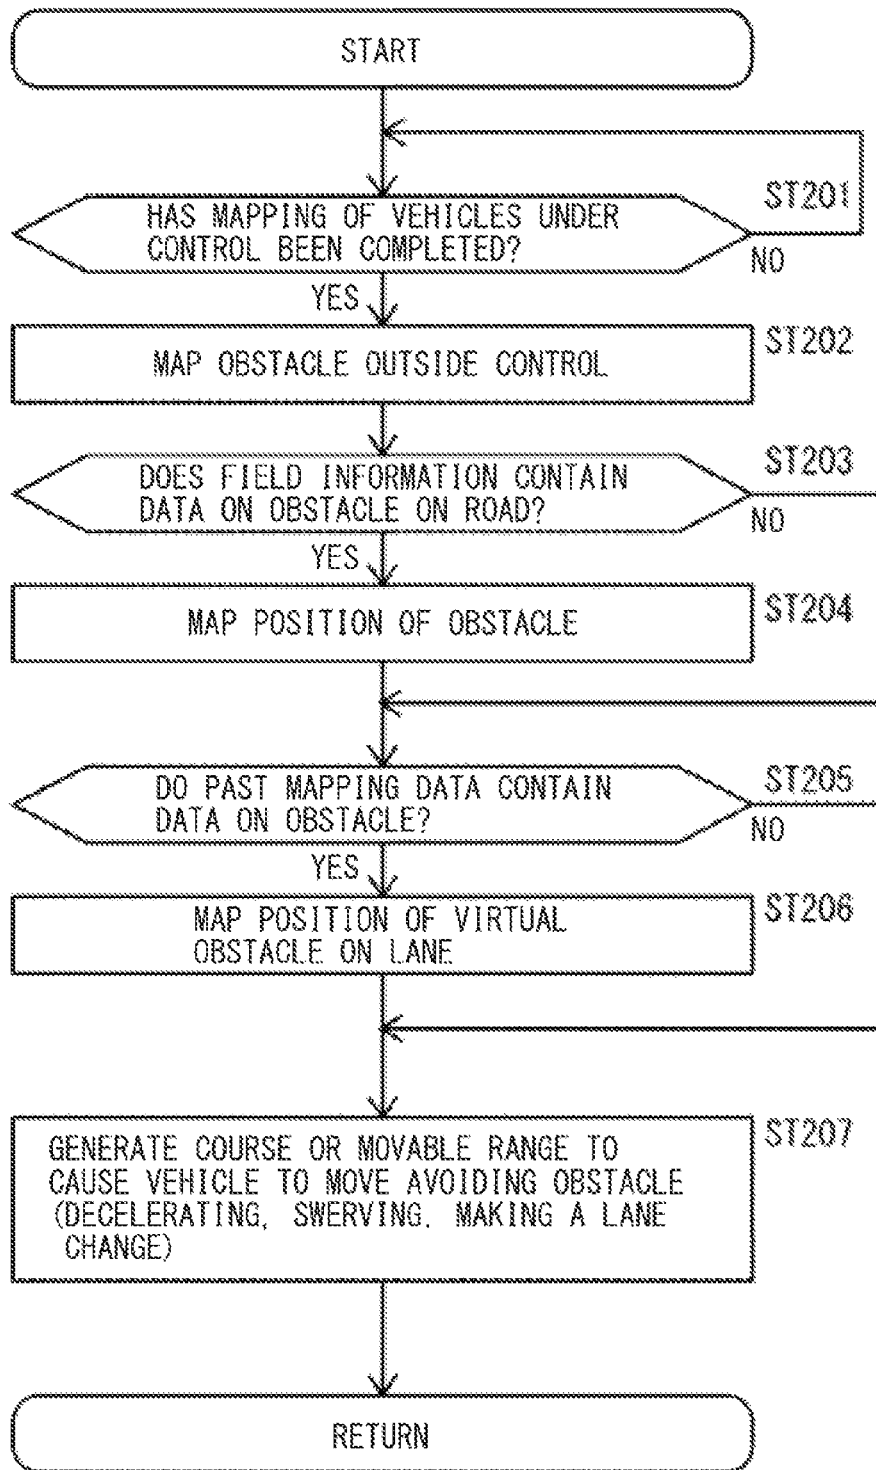 START
ST201
HAS MAPPING OF VEHICLES UNDER
CONTROL BEEN COMPLETED?
NO
YES
ST202
MAP OBSTACLE OUTSIDE CONTROL
ST203
DOES FIELD INFORMATION CONTAIN
DATA ON OBSTACLE ON ROAD?
NO
YES
ST204
MAP POSITION OF OBSTACLE
ST205
DO PAST MAPPING DATA CONTAIN
DATA ON OBSTACLE?
NO
YES
ST206
MAP POSITION OF VIRTUAL
OBSTACLE ON LANE
ST207
GENERATE COURSE OR MOVABLE RANGE TO
CAUSE VEHICLE TO MOVE AVOIDING OBSTACLE
(DECELERATING, SWERVING, MAKING A LANE
CHANGE)
RETURN